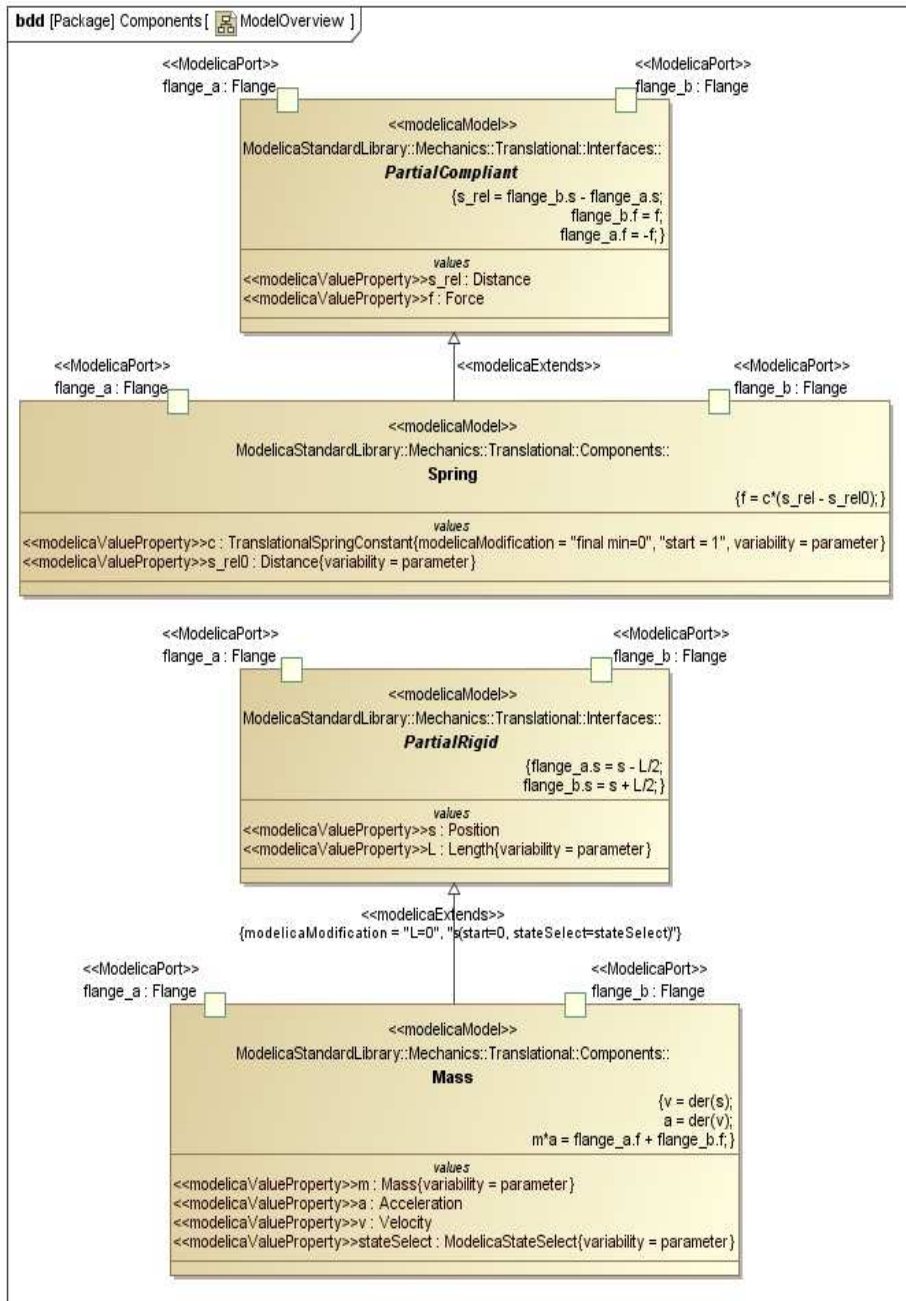 bdd [Package] Components [ ModelOverview ]
<<ModelicaPort>>
flange_a : Flange
<<ModelicaPort>>
flange_b : Flange
<<modelicaModel>>
ModelicaStandardLibrary::Mechanics::Translational::Interfaces::
PartialCompliant
{s_rel = flange_b.s - flange_a.s;
flange_b.f = f;
flange_a.f = -f; }
values
<<modelicaValueProperty>>s_rel : Distance
<<modelicaValueProperty>>f : Force
<<modelicaExtends>>
<<ModelicaPort>>
flange_a : Flange
<<ModelicaPort>>
flange_b : Flange
<<modelicaModel>>
ModelicaStandardLibrary::Mechanics::Translational::Components::
Spring
{f = c*(s_rel - s_rel0); }
values
<<modelicaValueProperty>>c : TranslationalSpringConstant{modelicaModification = "final min=0", "start = 1", variability = parameter}
<<modelicaValueProperty>>s_rel0 : Distance{variability = parameter}
<<ModelicaPort>>
flange_a : Flange
<<ModelicaPort>>
flange_b : Flange
<<modelicaModel>>
ModelicaStandardLibrary::Mechanics::Translational::Interfaces::
PartialRigid
{flange_a.s = s - L/2;
flange_b.s = s + L/2; }
values
<<modelicaValueProperty>>s : Position
<<modelicaValueProperty>>L : Length{variability = parameter}
<<modelicaExtends>>
{modelicaModification = "L=0", "s(start=0, stateSelect=stateSelect)"}
<<ModelicaPort>>
flange_a : Flange
<<ModelicaPort>>
flange_b : Flange
<<modelicaModel>>
ModelicaStandardLibrary::Mechanics::Translational::Components::
Mass
{v = der(s);
a = der(v);
m*a = flange_a.f + flange_b.f; }
values
<<modelicaValueProperty>>m : Mass{variability = parameter}
<<modelicaValueProperty>>a : Acceleration
<<modelicaValueProperty>>v : Velocity
<<modelicaValueProperty>>stateSelect : ModelicaStateSelect{variability = parameter}